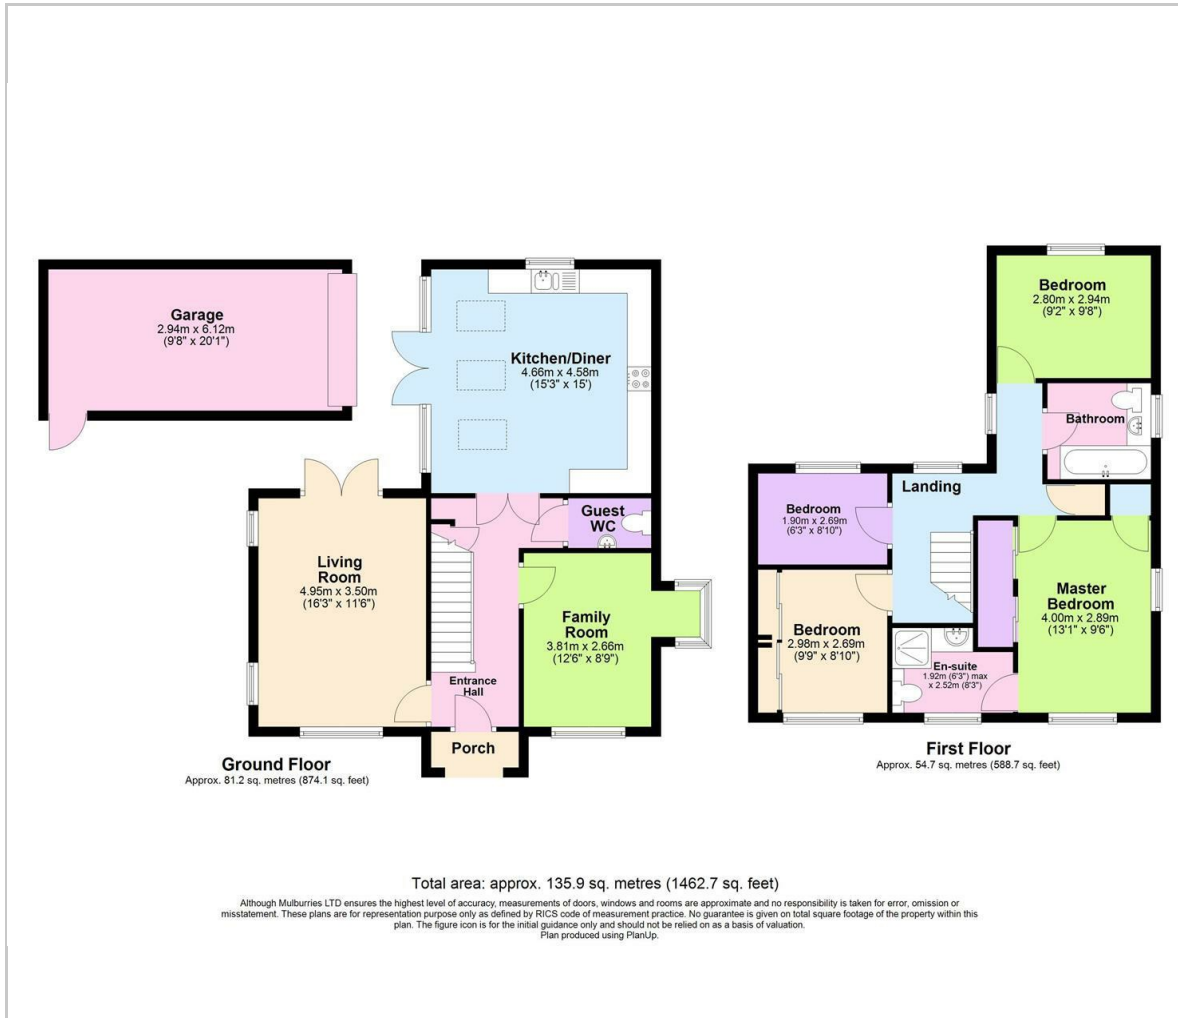 Garage
2.94m x 6.12m
(9'8" x 20'1")
Kitchen/Diner
4.66m x 4.58m
(15'3" x 15')
Living
Room
4.95m x 3.50m
(16'3" x 11'6")
Guest
WC
Family
Room
3.81m x 2.66m
(12'6" x 8'9")
Entrance
Hall
Porch
Ground Floor
Approx. 81.2 sq. metres (874.1 sq. feet)
Bedroom
2.80m x 2.94m
(9'2" x 9'8")
Bathroom
Landing
Bedroom
1.90m x 2.69m
(6'3" x 8'10")
Bedroom
2.98m x 2.69m
(9'9" x 8'10")
Master
Bedroom
4.00m x 2.89m
(13'1" x 9'6")
En-suite
1.92m (6'3") max
x 2.52m (8'3")
First Floor
Approx. 54.7 sq. metres (588.7 sq. feet)
Total area: approx. 135.9 sq. metres (1462.7 sq. feet)
Although Mulburries LTD ensures the highest level of accuracy, measurements of doors, windows and rooms are approximate and no responsibility is taken for error, omission or
misstatement. These plans are for representation purpose only as defined by RICS code of measurement practice. No guarantee is given on total square footage of the property within this
plan. The figure icon is for the initial guidance only and should not be relied on as a basis of valuation.
Plan produced using PlanUp.